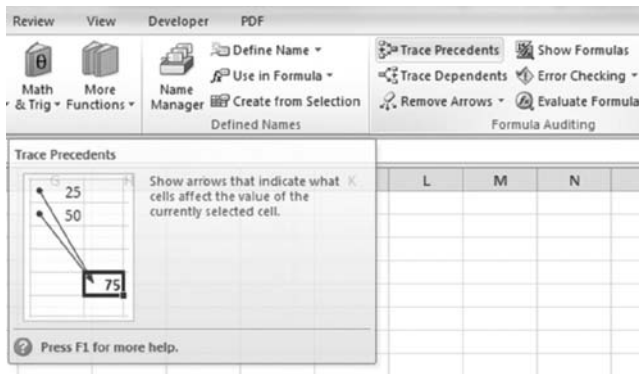 Review View Developer PDF
Define Name Trace Precedents Show Formulas
Math More Name Use in Formula Trace Dependents Error Checking
& Trig Functions Manager Create from Selection Remove Arrows Evaluate Formula
Defined Names Formula Auditing
Trace Precedents
G H K L M N
25
50
75
Show arrows that indicate what
cells affect the value of the
currently selected cell.
Press F1 for more help.